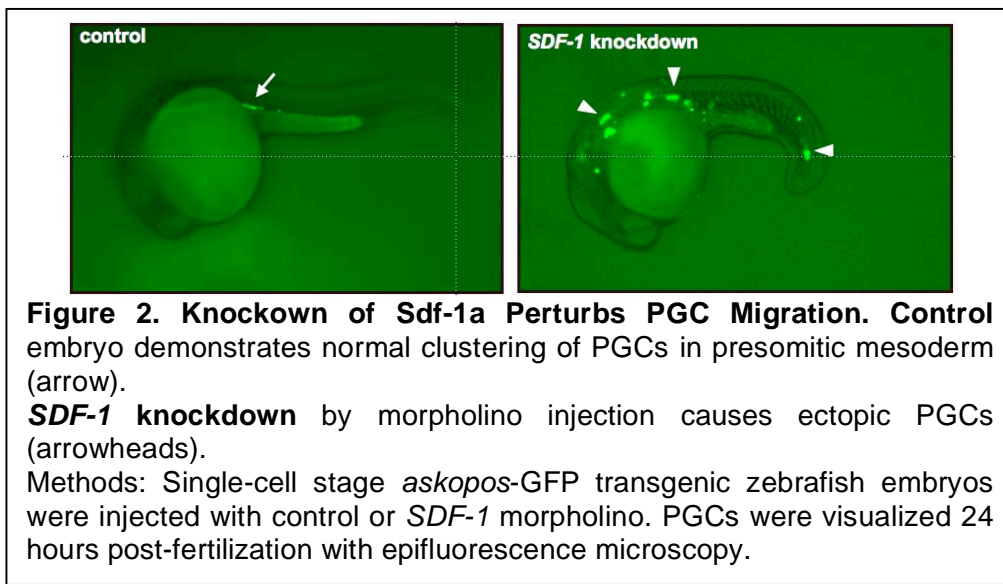 control
SDF-1 knockdown
Figure 2. Knockown of Sdf-1a Perturbs PGC Migration. Control
embryo demonstrates normal clustering of PGCs in presomitic mesoderm
(arrow).
SDF-1 knockdown by morpholino injection causes ectopic PGCs
(arrowheads).
Methods: Single-cell stage askopos-GFP transgenic zebrafish embryos
were injected with control or SDF-1 morpholino. PGCs were visualized 24
hours post-fertilization with epifluorescence microscopy.